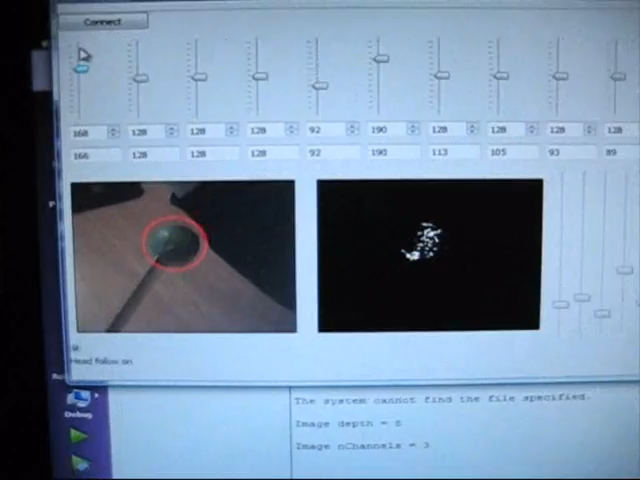 Connect
168 128 128 128 92 190 128 128 128 128
166 128 128 128 92 190 113 105 93 89
Head follow on
Debug
The system cannot find the file specified.
Image depth = 8
Image nChannels = 3